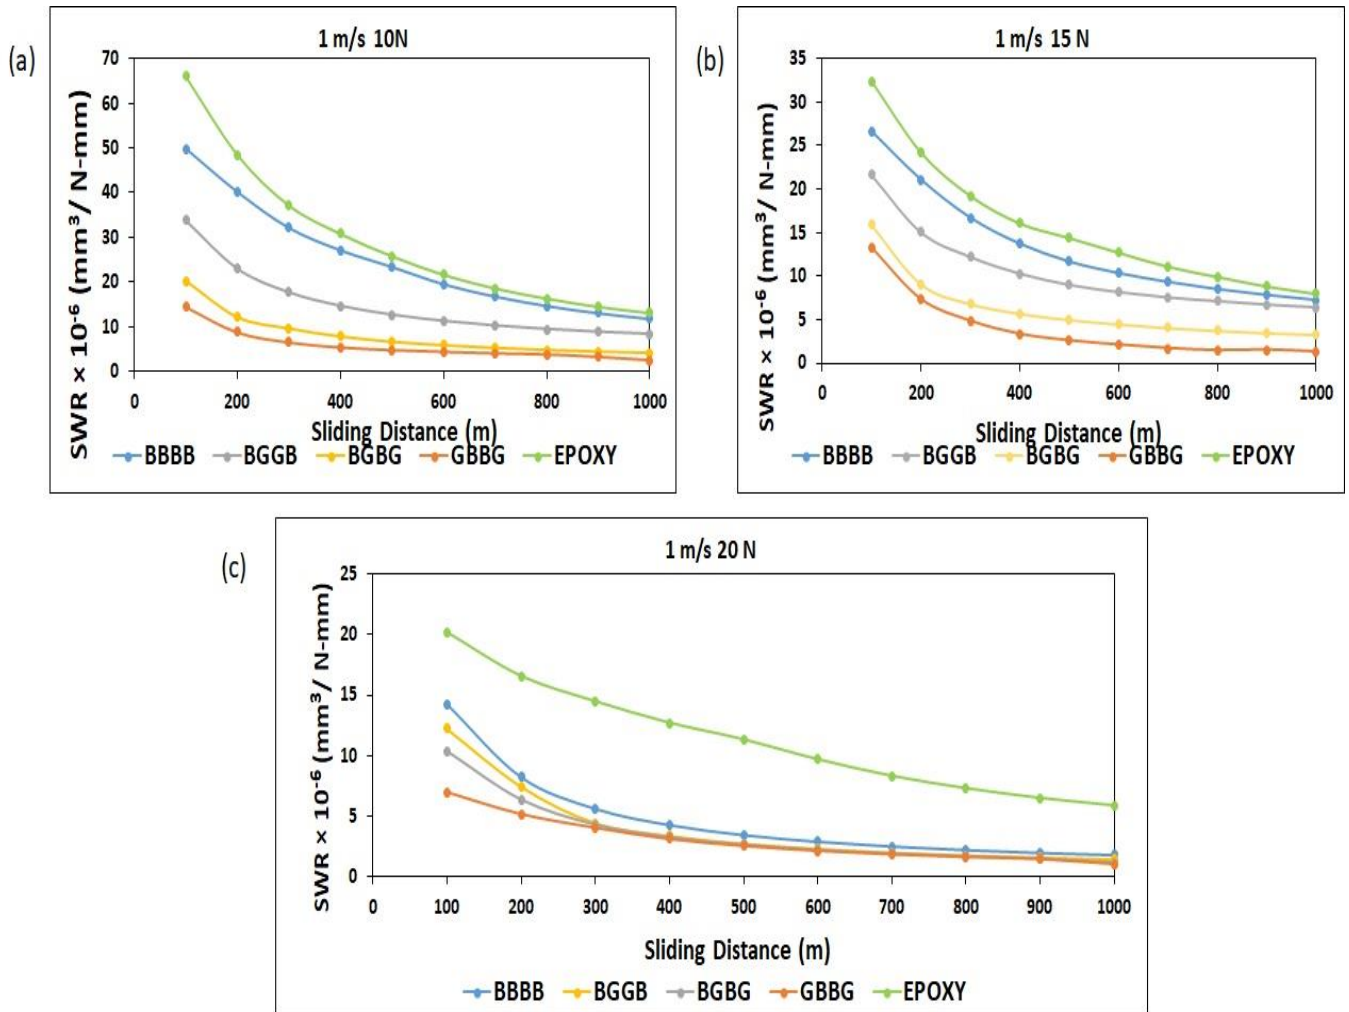 (a)
1 m/s 10N
SWR × 10⁻⁶ (mm³/ N-mm)
70
60
50
40
30
20
10
0
0 200 400 600 800 1000
Sliding Distance (m)
BBBB BGGB BGBG GBBG EPOXY
(b)
1 m/s 15 N
SWR × 10⁻⁶ (mm³/ N-mm)
35
30
25
20
15
10
5
0
0 200 400 600 800 1000
Sliding Distance (m)
BBBB BGGB BGBG GBBG EPOXY
(c)
1 m/s 20 N
SWR × 10⁻⁶ (mm³/ N-mm)
25
20
15
10
5
0
0 100 200 300 400 500 600 700 800 900 1000
Sliding Distance (m)
BBBB BGGB BGBG GBBG EPOXY